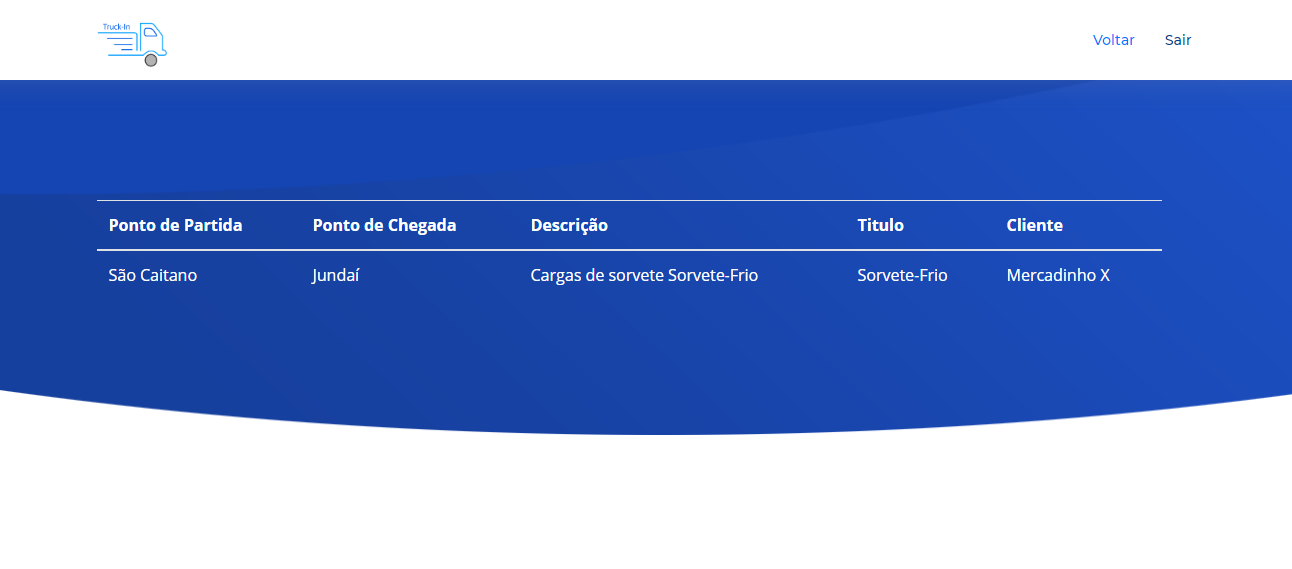 Truck-In
Voltar Sair
Ponto de Partida Ponto de Chegada Descrição Titulo Cliente
São Caitano Jundaí Cargas de sorvete Sorvete-Frio Sorvete-Frio Mercadinho X